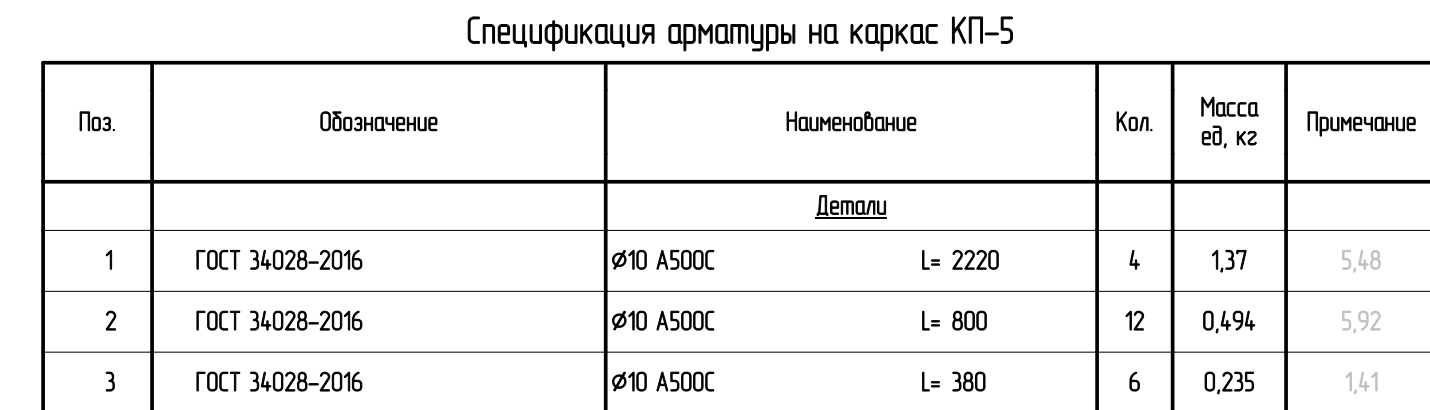 Спецификация арматуры на каркас КП-5
Поз. Обозначение Наименование Кол. Масса ед, кг Примечание
Детали
1 ГОСТ 34028-2016 Ø10 А500С L= 2220 4 1,37 5,48
2 ГОСТ 34028-2016 Ø10 А500С L= 800 12 0,494 5,92
3 ГОСТ 34028-2016 Ø10 А500С L= 380 6 0,235 1,41